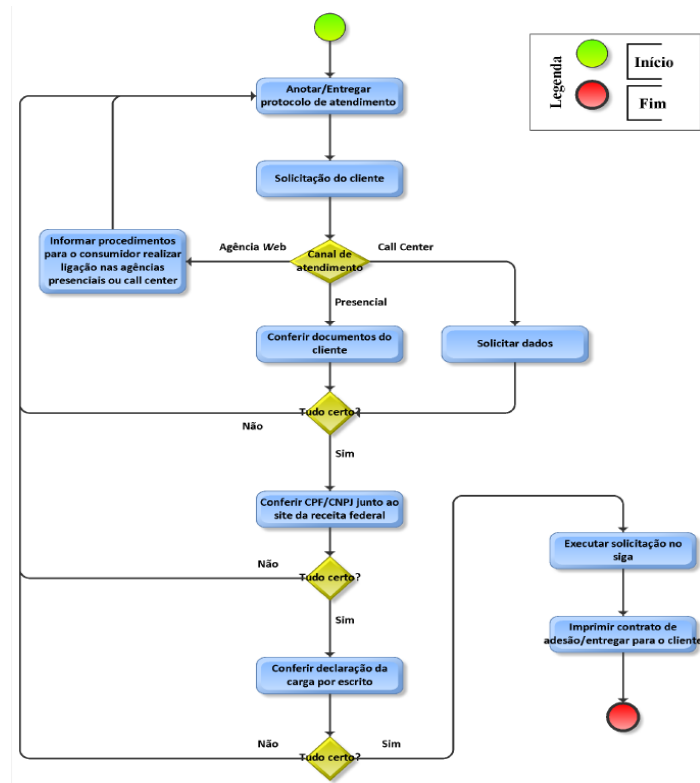 Legenda
Início
Fim
Anotar/Entregar
protocolo de atendimento
Solicitação do cliente
Agência Web
Canal de
atendimento
Call Center
Informar procedimentos
para o consumidor realizar
ligação nas agências
presenciais ou call center
Presencial
Conferir documentos do
cliente
Solicitar dados
Tudo certo?
Não
Sim
Conferir CPF/CNPJ junto ao
site da receita federal
Não
Tudo certo?
Sim
Conferir declaração da
carga por escrito
Não
Tudo certo?
Sim
Executar solicitação no
siga
Imprimir contrato de
adesão/entregar para o cliente